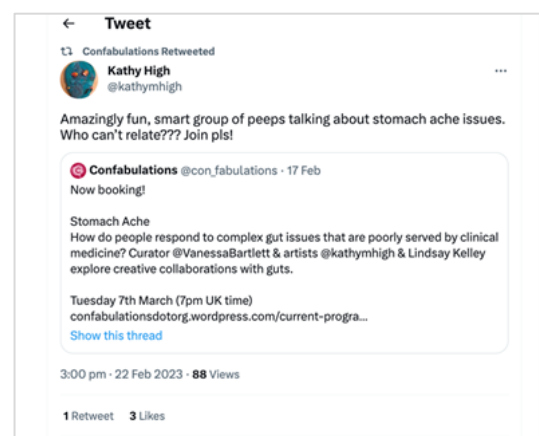 ← Tweet
Confabulations Retweeted
Kathy High
@kathymhigh
Amazingly fun, smart group of peeps talking about stomach ache issues.
Who can't relate??? Join pls!
Confabulations @con_fabulations · 17 Feb
Now booking!
Stomach Ache
How do people respond to complex gut issues that are poorly served by clinical
medicine? Curator @VanessaBartlett & artists @kathymhigh & Lindsay Kelley
explore creative collaborations with guts.
Tuesday 7th March (7pm UK time)
confabulationsdotorg.wordpress.com/current-progra...
Show this thread
3:00 pm · 22 Feb 2023 · 88 Views
1 Retweet 3 Likes